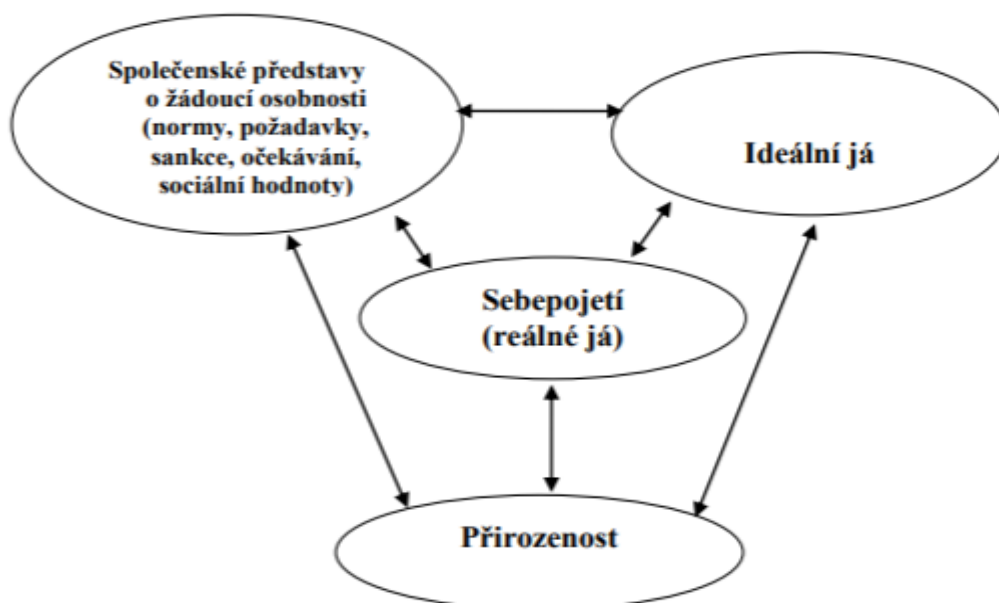 Společenské představy
o žádoucí osobnosti
(normy, požadavky,
sankce, očekávání,
sociální hodnoty)
Ideální já
Sebepojetí
(reálné já)
Přirozenost